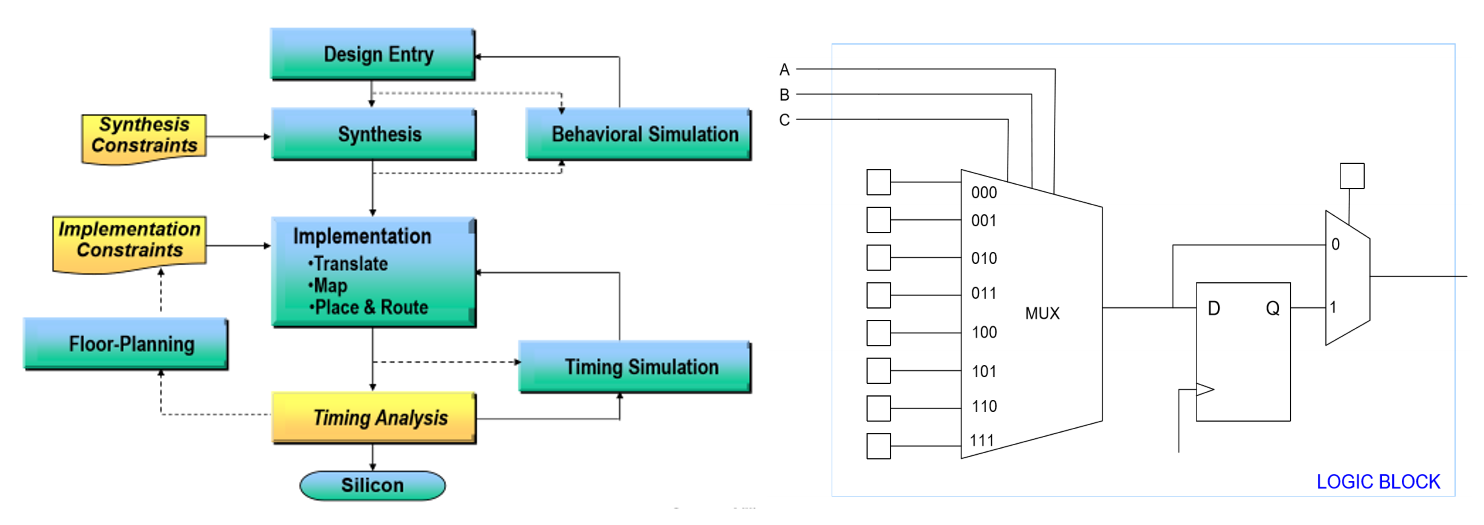 Design Entry
Synthesis
Constraints
Synthesis
Behavioral Simulation
Implementation
Constraints
Implementation
•Translate
•Map
•Place & Route
Floor-Planning
Timing Simulation
Timing Analysis
Silicon
A
B
C
000
001
010
011
100
101
110
111
MUX
D Q
0
1
LOGIC BLOCK